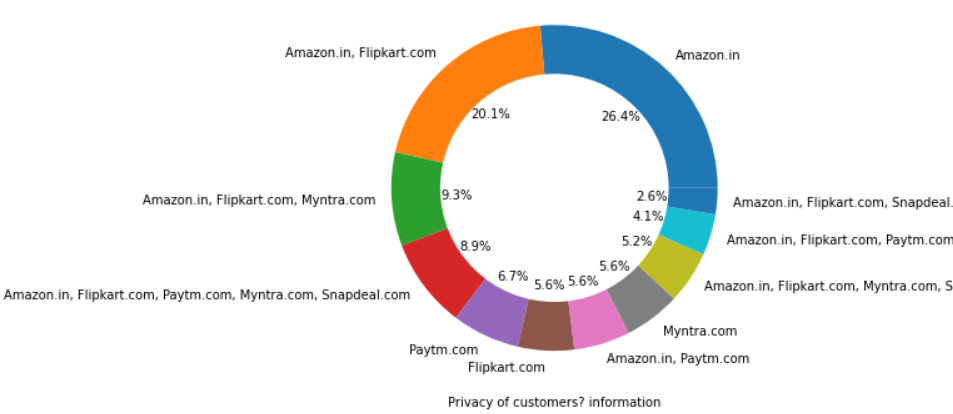 Amazon.in, Flipkart.com
Amazon.in
20.1%
26.4%
Amazon.in, Flipkart.com, Myntra.com
9.3%
2.6%
Amazon.in, Flipkart.com, Snapdeal.
4.1%
Amazon.in, Flipkart.com, Paytm.com
5.2%
8.9%
5.6%
6.7%
5.6%
5.6%
Amazon.in, Flipkart.com, Myntra.com, S
Amazon.in, Flipkart.com, Paytm.com, Myntra.com, Snapdeal.com
Myntra.com
Paytm.com
Amazon.in, Paytm.com
Flipkart.com
Privacy of customers? information